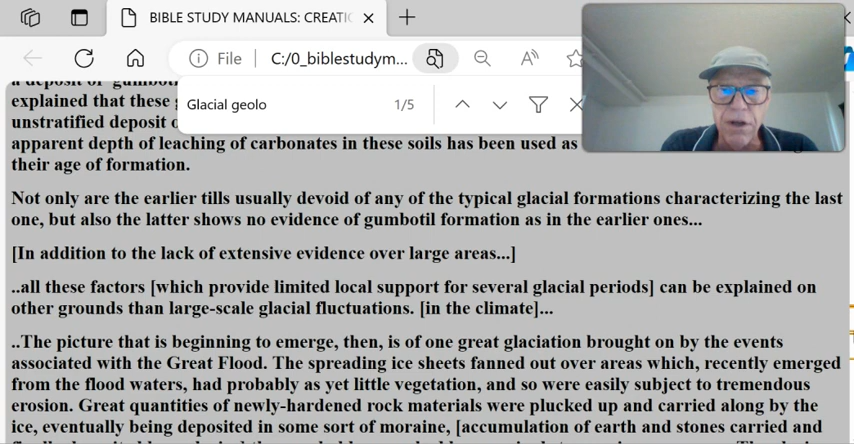 BIBLE STUDY MANUALS: CREATIO
File C:/0_biblestudym...
Glacial geolo 1/5
a deposit of
explained that these
unstratified deposit
apparent depth of leaching of carbonates in these soils has been used as
their age of formation.
Not only are the earlier tills usually devoid of any of the typical glacial formations characterizing the last
one, but also the latter shows no evidence of gumbotil formation as in the earlier ones...
[In addition to the lack of extensive evidence over large areas...]
..all these factors [which provide limited local support for several glacial periods] can be explained on
other grounds than large-scale glacial fluctuations. [in the climate]...
..The picture that is beginning to emerge, then, is of one great glaciation brought on by the events
associated with the Great Flood. The spreading ice sheets fanned out over areas which, recently emerged
from the flood waters, had probably as yet little vegetation, and so were easily subject to tremendous
erosion. Great quantities of newly-hardened rock materials were plucked up and carried along by the
ice, eventually being deposited in some sort of moraine, [accumulation of earth and stones carried and